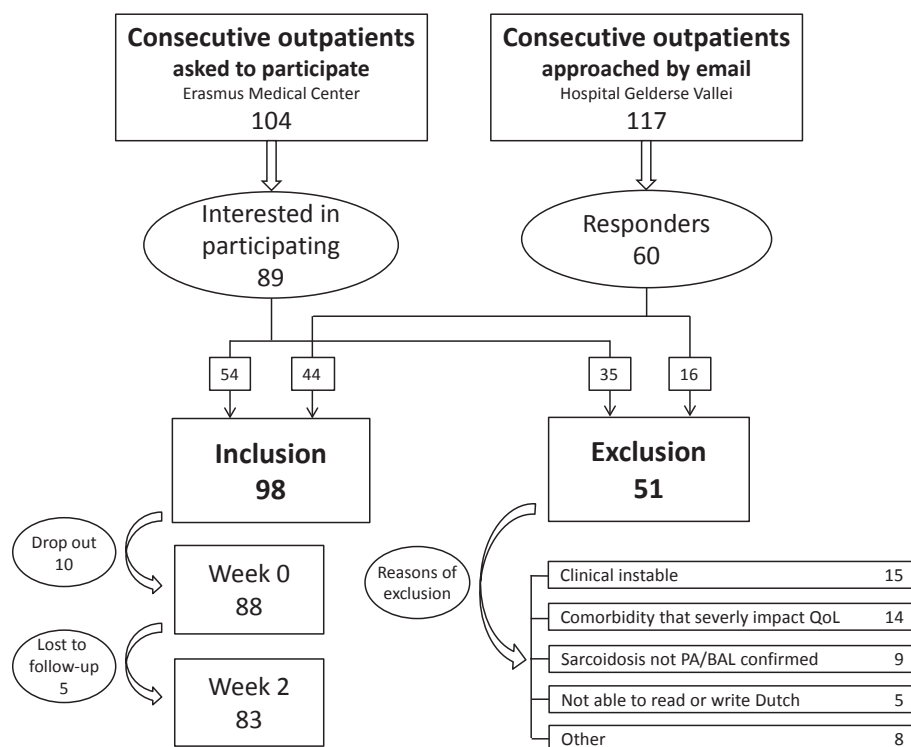 Consecutive outpatients
asked to participate
Erasmus Medical Center
104
Consecutive outpatients
approached by email
Hospital Gelderse Vallei
117
Interested in
participating
89
Responders
60
54
44
35
16
Inclusion
98
Exclusion
51
Drop out
10
Week 0
88
Lost to
follow-up
5
Week 2
83
Reasons of
exclusion
Clinical instable 15
Comorbidity that severly impact QoL 14
Sarcoidosis not PA/BAL confirmed 9
Not able to read or write Dutch 5
Other 8